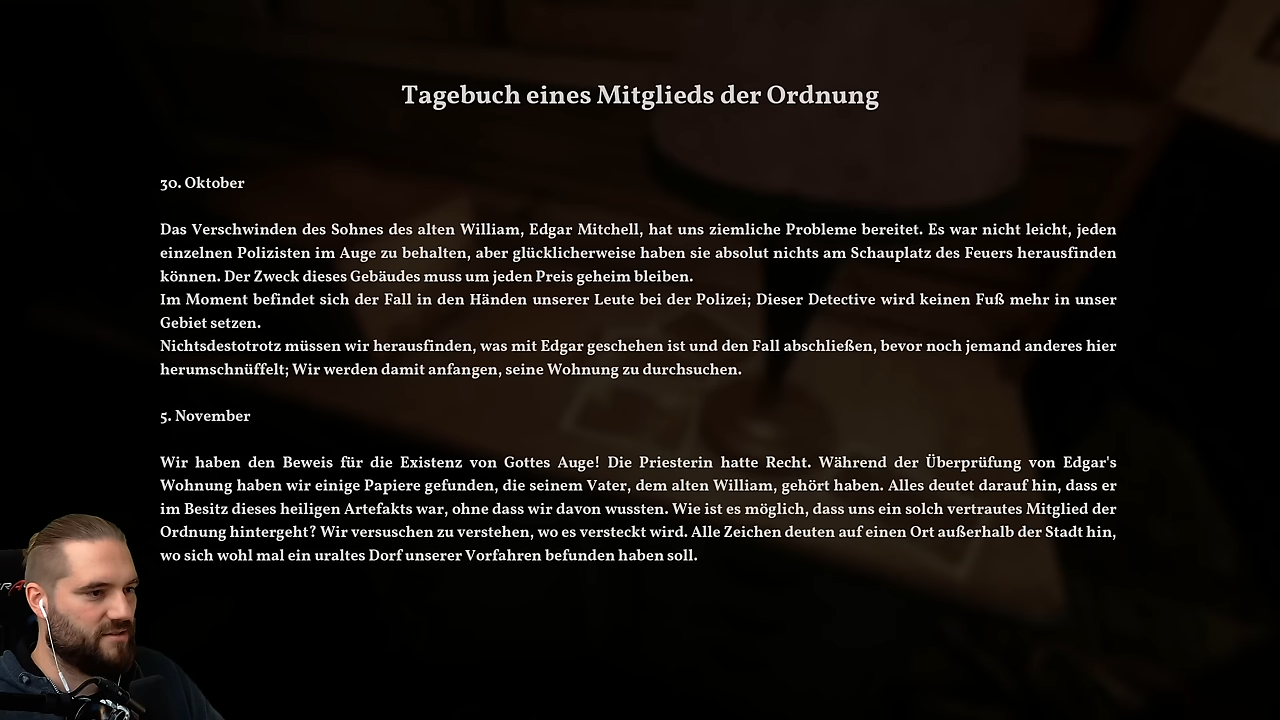 Tagebuch eines Mitglieds der Ordnung
30. Oktober
Das Verschwinden des Sohnes des alten William, Edgar Mitchell, hat uns ziemliche Probleme bereitet. Es war nicht leicht, jeden
einzelnen Polizisten im Auge zu behalten, aber glücklicherweise haben sie absolut nichts am Schauplatz des Feuers herausfinden
können. Der Zweck dieses Gebäudes muss um jeden Preis geheim bleiben.
Im Moment befindet sich der Fall in den Händen unserer Leute bei der Polizei; Dieser Detective wird keinen Fuß mehr in unser
Gebiet setzen.
Nichtsdestotrotz müssen wir herausfinden, was mit Edgar geschehen ist und den Fall abschließen, bevor noch jemand anderes hier
herumschnüffelt; Wir werden damit anfangen, seine Wohnung zu durchsuchen.
5. November
Wir haben den Beweis für die Existenz von Gottes Auge! Die Priesterin hatte Recht. Während der Überprüfung von Edgar's
Wohnung haben wir einige Papiere gefunden, die seinem Vater, dem alten William, gehört haben. Alles deutet darauf hin, dass er
im Besitz dieses heiligen Artefakts war, ohne dass wir davon wussten. Wie ist es möglich, dass uns ein solch vertrautes Mitglied der
Ordnung hintergeht? Wir versuschen zu verstehen, wo es versteckt wird. Alle Zeichen deuten auf einen Ort außerhalb der Stadt hin,
wo sich wohl mal ein uraltes Dorf unserer Vorfahren befunden haben soll.